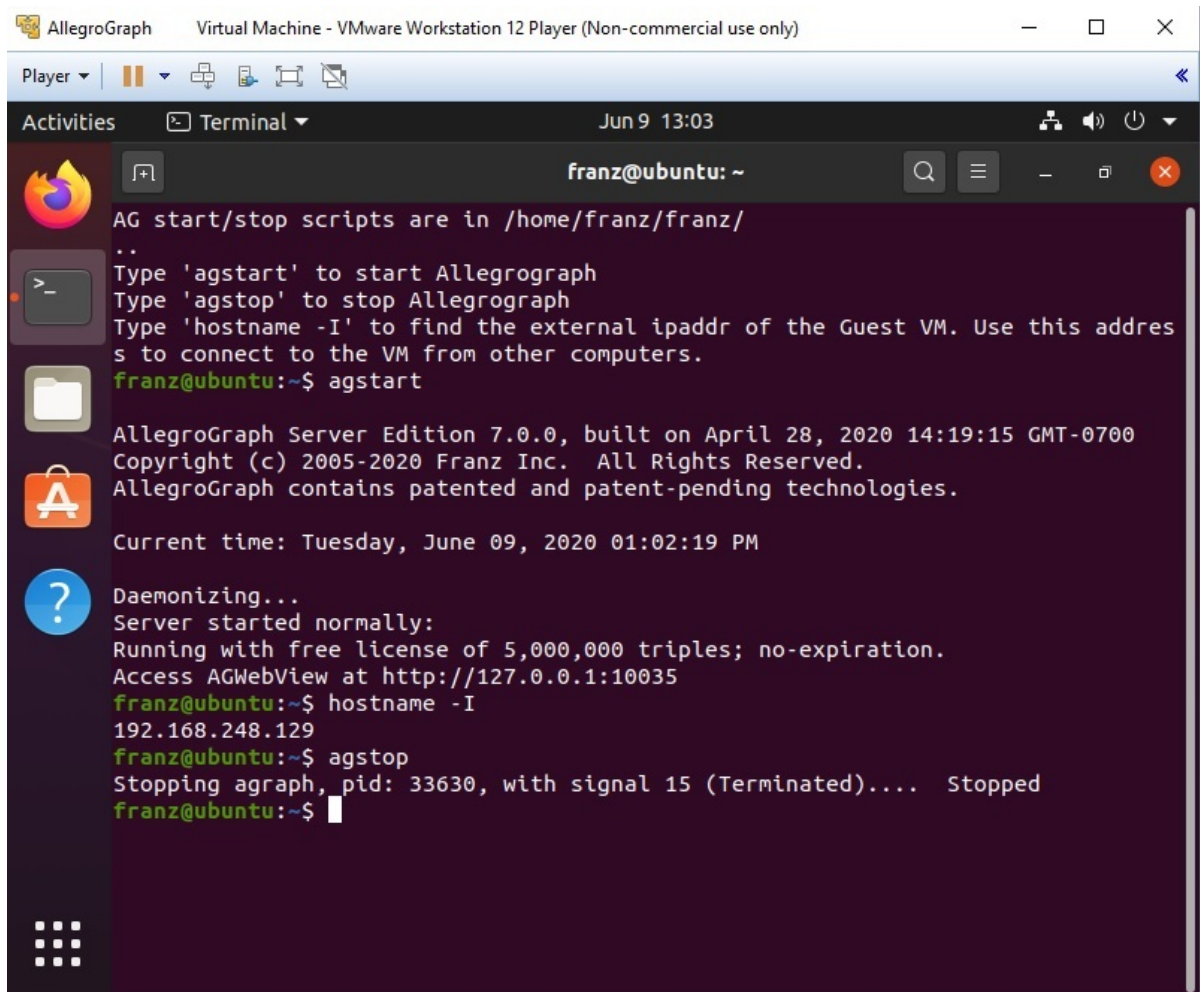 AllegroGraph Virtual Machine - VMware Workstation 12 Player (Non-commercial use only)
Player
Activities Terminal Jun 9 13:03
franz@ubuntu: ~
AG start/stop scripts are in /home/franz/franz/
..
Type 'agstart' to start Allegrograph
Type 'agstop' to stop Allegrograph
Type 'hostname -I' to find the external ipaddr of the Guest VM. Use this addres
s to connect to the VM from other computers.
franz@ubuntu:~$ agstart
AllegroGraph Server Edition 7.0.0, built on April 28, 2020 14:19:15 GMT-0700
Copyright (c) 2005-2020 Franz Inc.  All Rights Reserved.
AllegroGraph contains patented and patent-pending technologies.
Current time: Tuesday, June 09, 2020 01:02:19 PM
Daemonizing...
Server started normally:
Running with free license of 5,000,000 triples; no-expiration.
Access AGWebView at http://127.0.0.1:10035
franz@ubuntu:~$ hostname -I
192.168.248.129
franz@ubuntu:~$ agstop
Stopping agraph, pid: 33630, with signal 15 (Terminated)....  Stopped
franz@ubuntu:~$